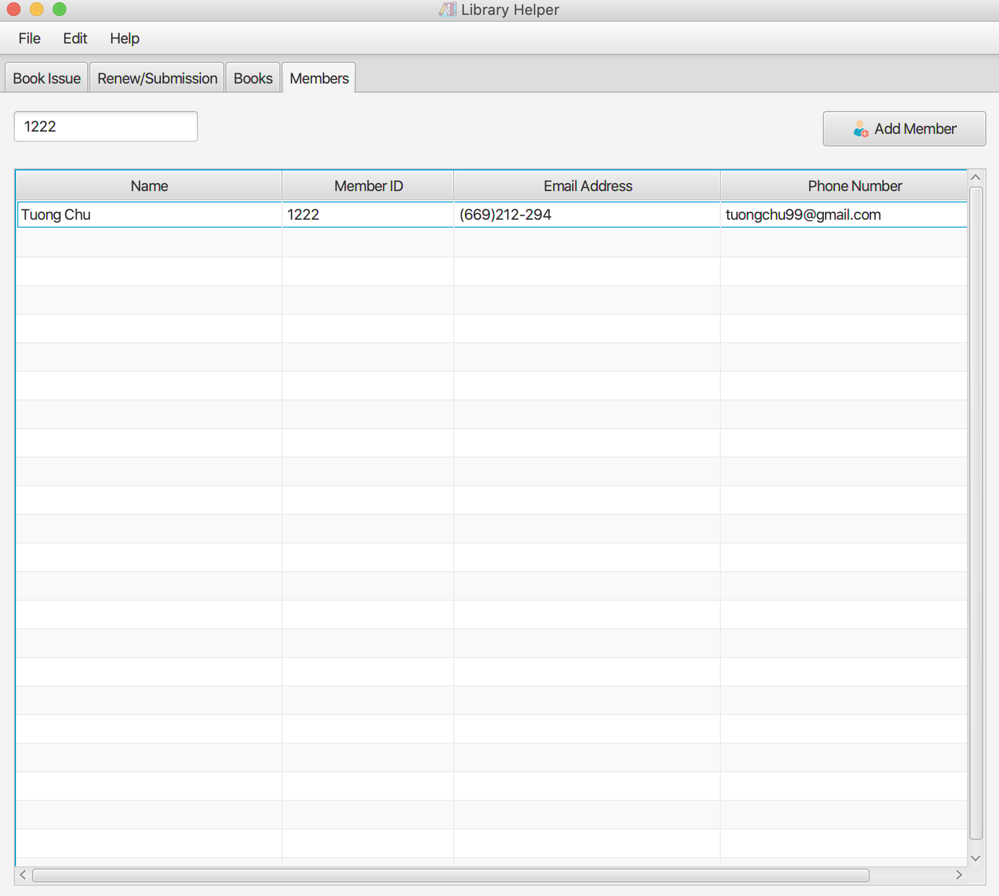 Library Helper
File Edit Help
Book Issue Renew/Submission Books Members
1222
Add Member
Name Member ID Email Address Phone Number
Tuong Chu 1222 (669)212-294 tuongchu99@gmail.com